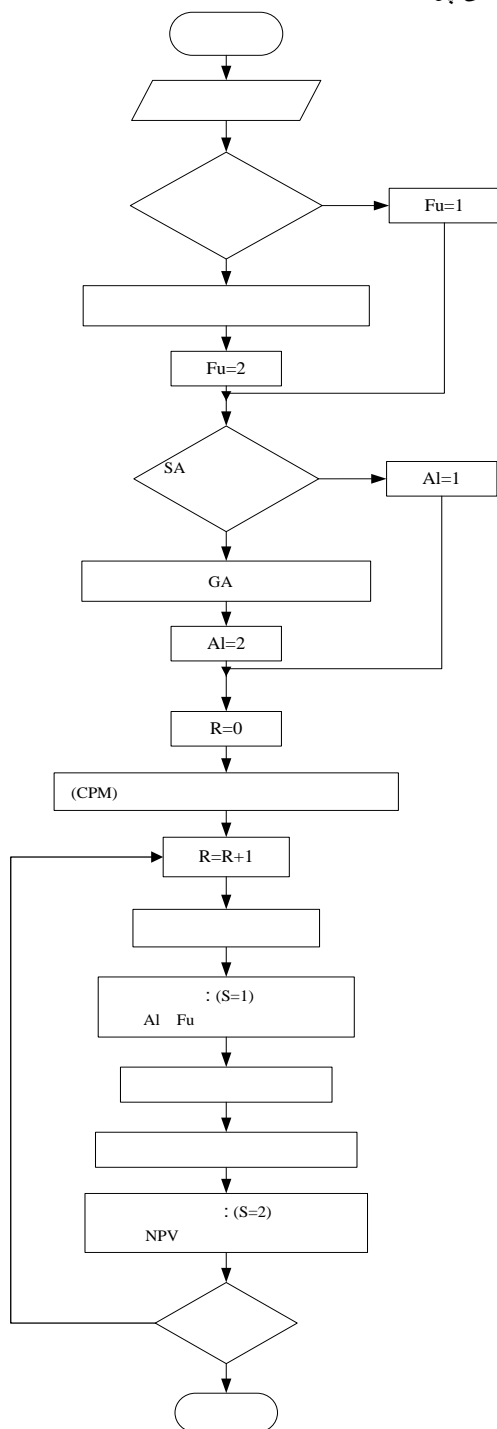 Fu=1
Fu=2
SA
Al=1
GA
Al=2
R=0
(CPM)
R=R+1
: (S=1)
Al Fu
: (S=2)
NPV